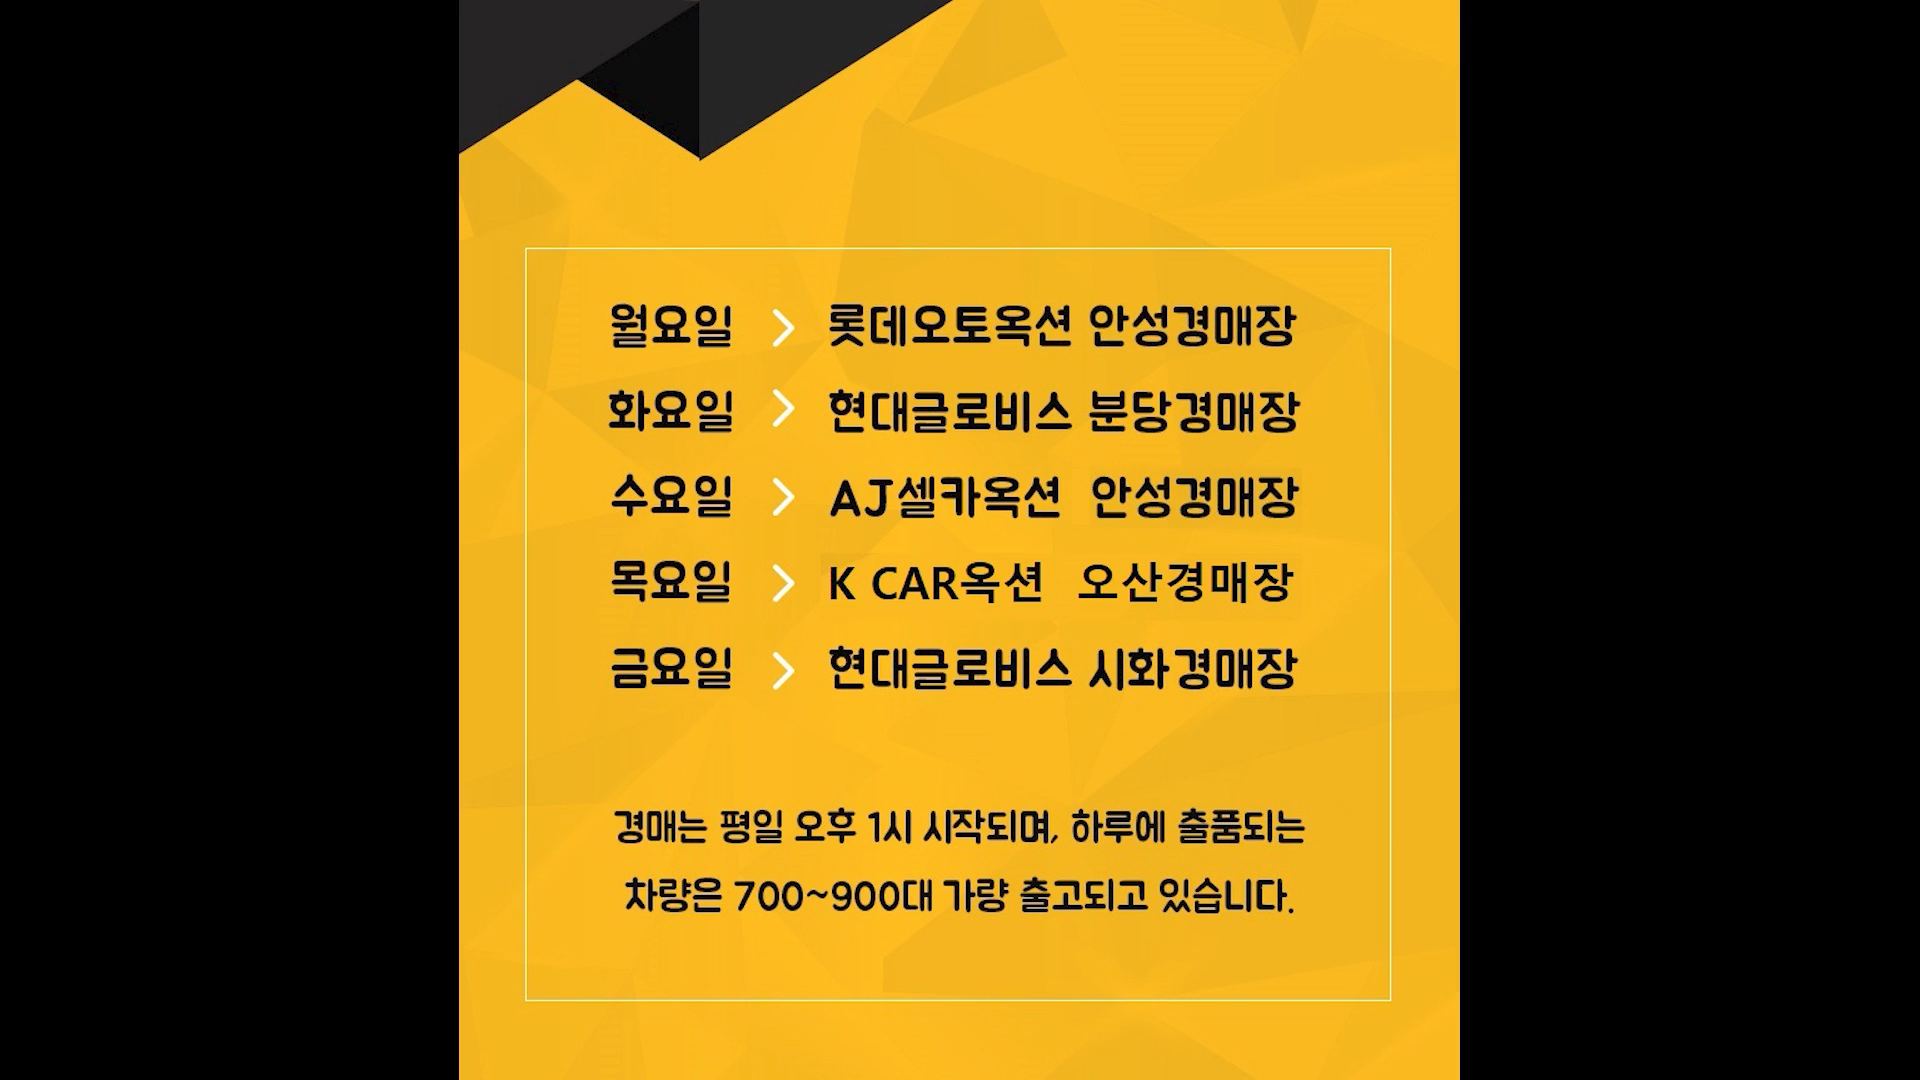 월요일 > 롯데오토옥션 안성경매장
화요일 > 현대글로비스 분당경매장
수요일 > AJ셀카옥션 안성경매장
목요일 > K CAR옥션 오산경매장
금요일 > 현대글로비스 시화경매장
경매는 평일 오후 1시 시작되며, 하루에 출품되는
차량은 700~900대 가량 출고되고 있습니다.